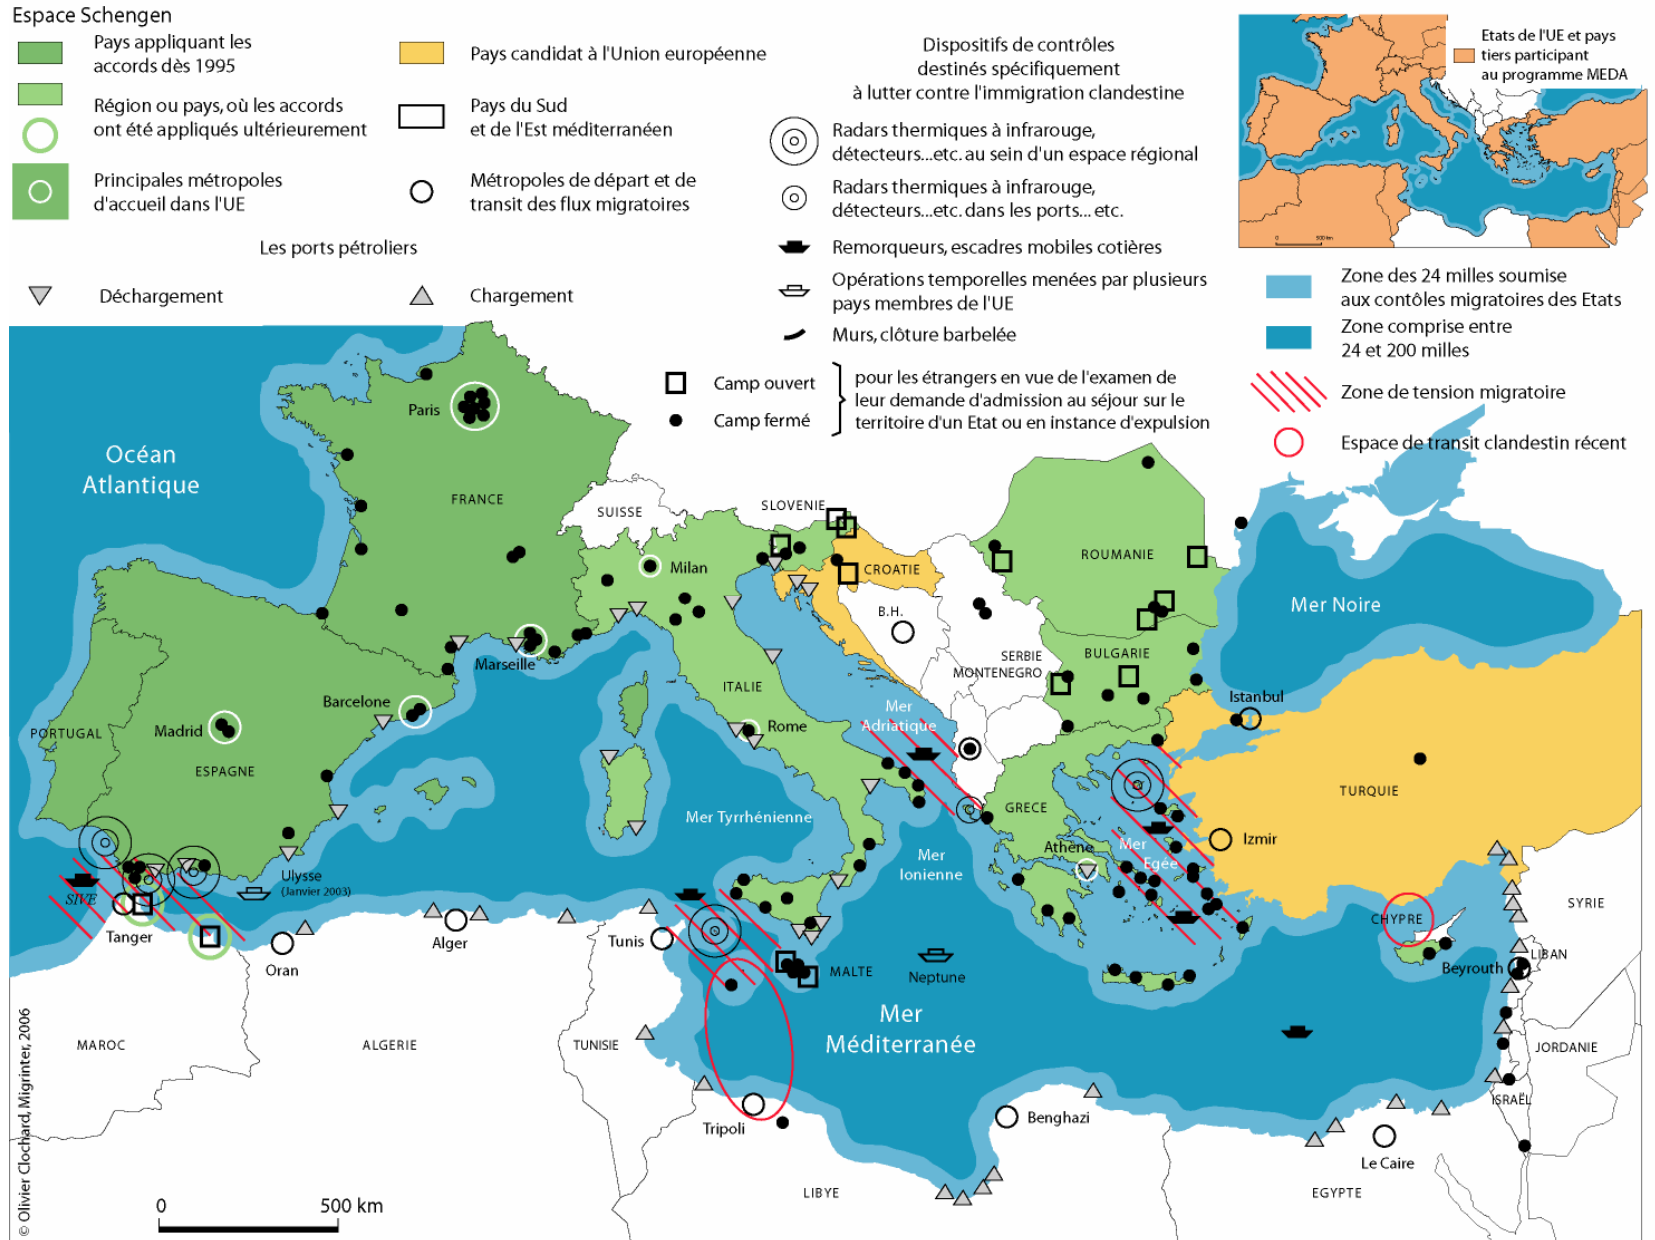 Espace Schengen
Pays appliquant les
accords dès 1995
Région ou pays, où les accords
ont été appliqués ultérieurement
Principales métropoles
d'accueil dans l'UE
Pays candidat à l'Union européenne
Pays du Sud
et de l'Est méditerranéen
Métropoles de départ et de
transit des flux migratoires
Les ports pétroliers
Déchargement
Chargement
Dispositifs de contrôles
destinés spécifiquement
à lutter contre l'immigration clandestine
Radars thermiques à infrarouge,
détecteurs...etc. au sein d'un espace régional
Radars thermiques à infrarouge,
détecteurs...etc. dans les ports... etc.
Remorqueurs, escadres mobiles cotières
Opérations temporelles menées par plusieurs
pays membres de l'UE
Murs, clôture barbelée
Camp ouvert
Camp fermé
pour les étrangers en vue de l'examen de
leur demande d'admission au séjour sur le
territoire d'un Etat ou en instance d'expulsion
Etats de l'UE et pays
tiers participant
au programme MEDA
0 500 km
Zone des 24 milles soumise
aux contôles migratoires des Etats
Zone comprise entre
24 et 200 milles
Zone de tension migratoire
Espace de transit clandestin récent
Océan
Atlantique
Paris
FRANCE
SUISSE
SLOVENIE
Milan
CROATIE
ROUMANIE
B.H.
Mer Noire
Marseille
SERBIE
MONTENEGRO
BULGARIE
ITALIE
Barcelone
Istanbul
Mer
Adriatique
Madrid
PORTUGAL
Rome
ESPAGNE
TURQUIE
GRECE
Mer Tyrrhénienne
Athène
Mer
Egée
Izmir
Mer
Ionienne
Ulysse
(Janvier 2003)
SIVE
Tanger
Oran
Alger
Tunis
MALTE
Neptune
CHYPRE
SYRIE
Beyrouth
LIBAN
Mer
Méditerranée
MAROC
ALGERIE
TUNISIE
JORDANIE
ISRAËL
Tripoli
Benghazi
Le Caire
LIBYE
EGYPTE
0 500 km
© Olivier Clochard, Migrinter, 2006